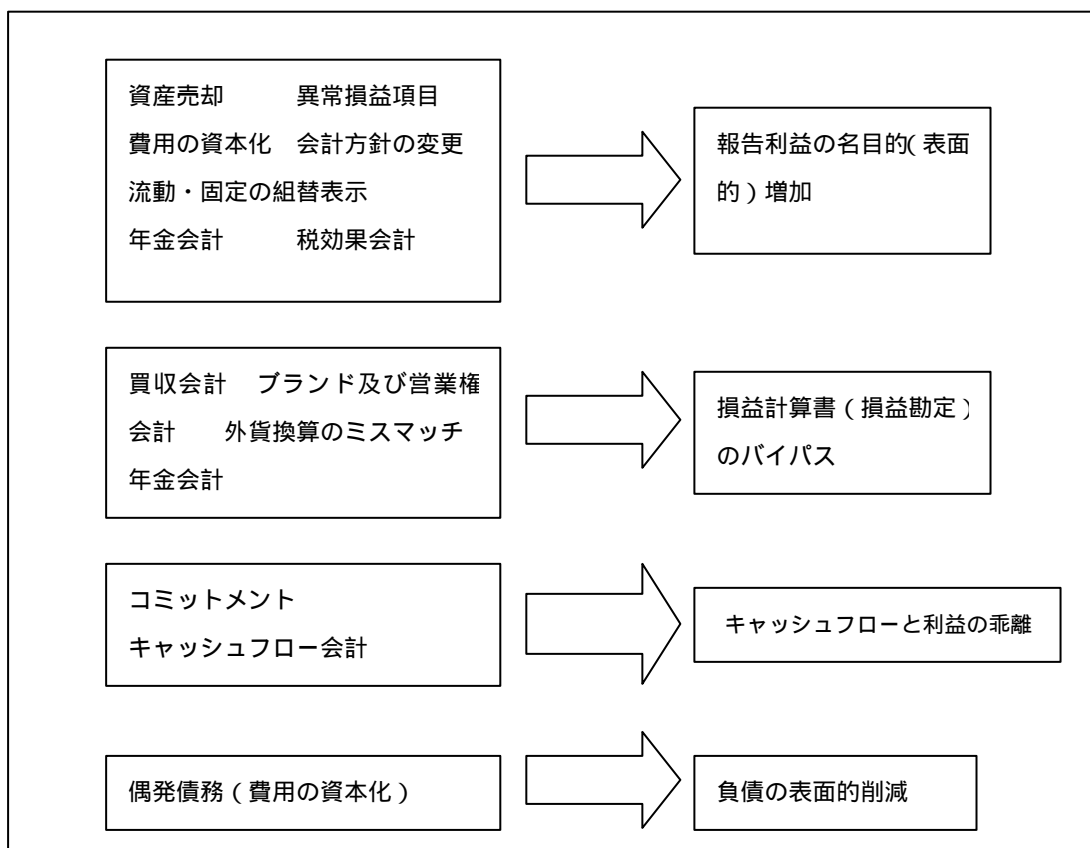 資産売却　　　異常損益項目
費用の資本化　会計方針の変更
流動・固定の組替表示
年金会計　　　税効果会計
報告利益の名目的(表面
的)増加
買収会計　ブランド及び営業権
会計　　外貨換算のミスマッチ
年金会計
損益計算書(損益勘定)
のバイパス
コミットメント
キャッシュフロー会計
キャッシュフローと利益の乖離
偶発債務(費用の資本化)
負債の表面的削減